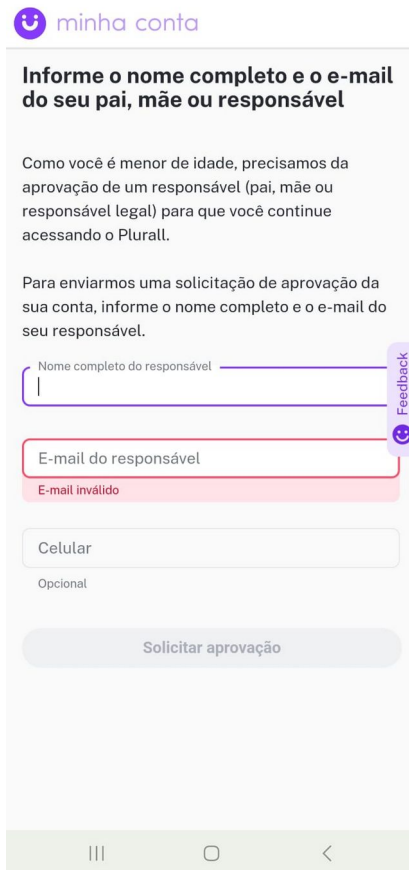 minha conta
Informe o nome completo e o e-mail
do seu pai, mãe ou responsável
Como você é menor de idade, precisamos da
aprovação de um responsável (pai, mãe ou
responsável legal) para que você continue
acessando o Plurall.
Para enviarmos uma solicitação de aprovação da
sua conta, informe o nome completo e o e-mail do
seu responsável.
Feedback
Nome completo do responsável
E-mail do responsável
E-mail inválido
Celular
Opcional
Solicitar aprovação